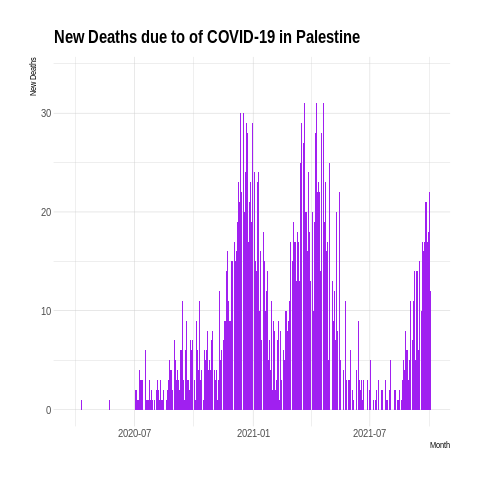 New Deaths due to of COVID-19 in Palestine
New Deaths
30
20
10
0
2020-07
2021-01
2021-07
Month